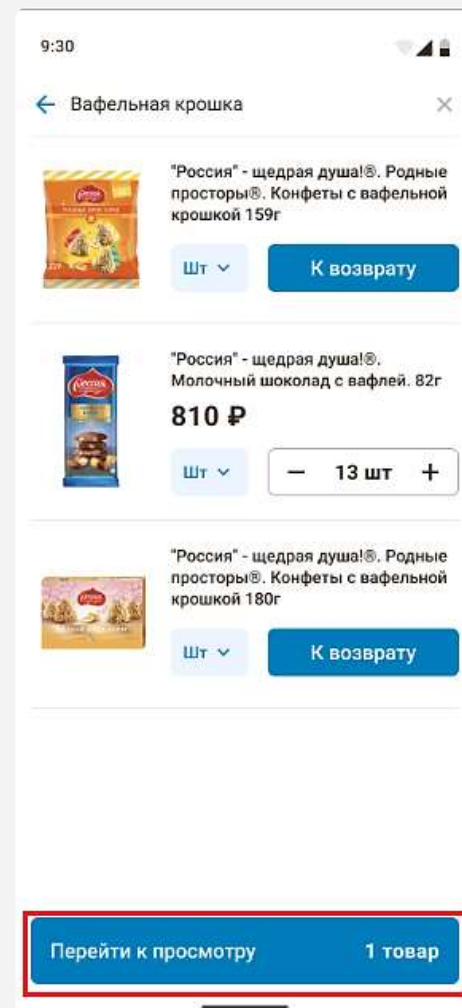 9:30
Вафельная крошка
"Россия" - щедрая душа!®. Родные
просторы®. Конфеты с вафельной
крошкой 159г
Шт
К возврату
"Россия" - щедрая душа!®.
Молочный шоколад с вафлей. 82г
810 ₽
Шт
— 13 шт +
"Россия" - щедрая душа!®. Родные
просторы®. Конфеты с вафельной
крошкой 180г
Шт
К возврату
Перейти к просмотру 1 товар